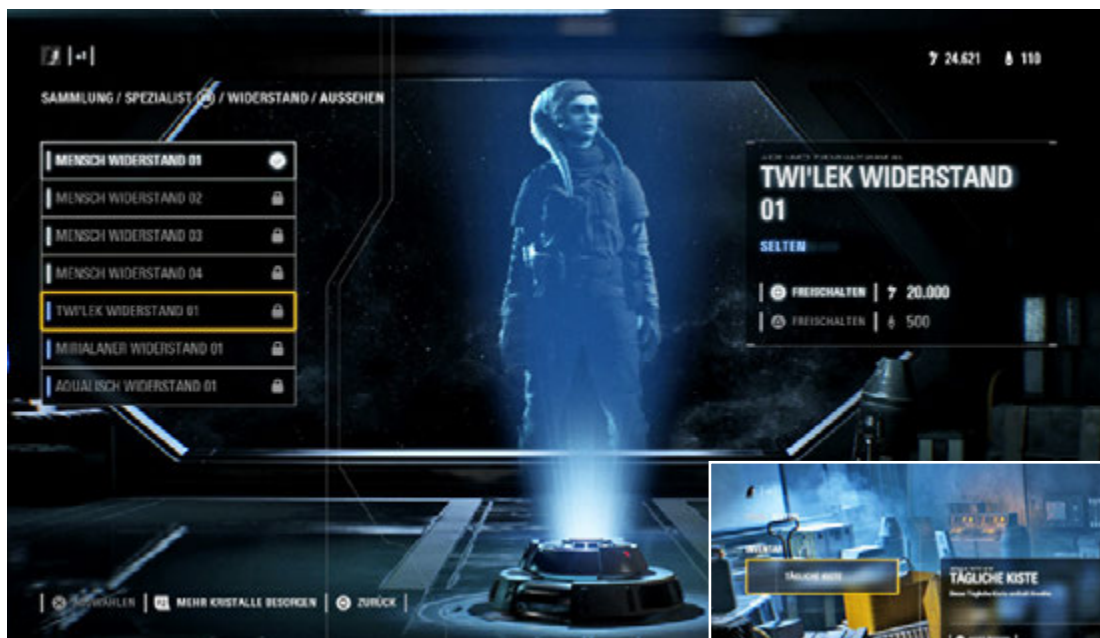 24.621 110
SAMMLUNG / SPEZIALIST / WIDERSTAND / AUSSEHEN
MENSCH WIDERSTAND 01
MENSCH WIDERSTAND 02
MENSCH WIDERSTAND 03
MENSCH WIDERSTAND 04
TWI'LEK WIDERSTAND 01
MIRIALANER WIDERSTAND 01
AQUALISCH WIDERSTAND 01
TWI'LEK WIDERSTAND
01
SELTEN
FREISCHALTEN 20.000
FREISCHALTEN 500
AUSWÄHLEN MEHR KRISTALLE BESORGEN ZURÜCK
INVENTAR
TÄGLICHE KISTE
TÄGLICHE KISTE